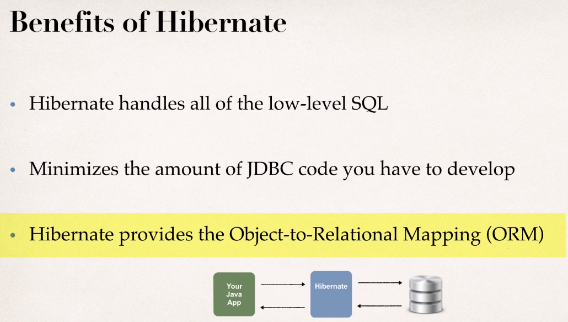 Benefits of Hibernate
• Hibernate handles all of the low-level SQL
• Minimizes the amount of JDBC code you have to develop
• Hibernate provides the Object-to-Relational Mapping (ORM)
Your
Java
App
Hibernate